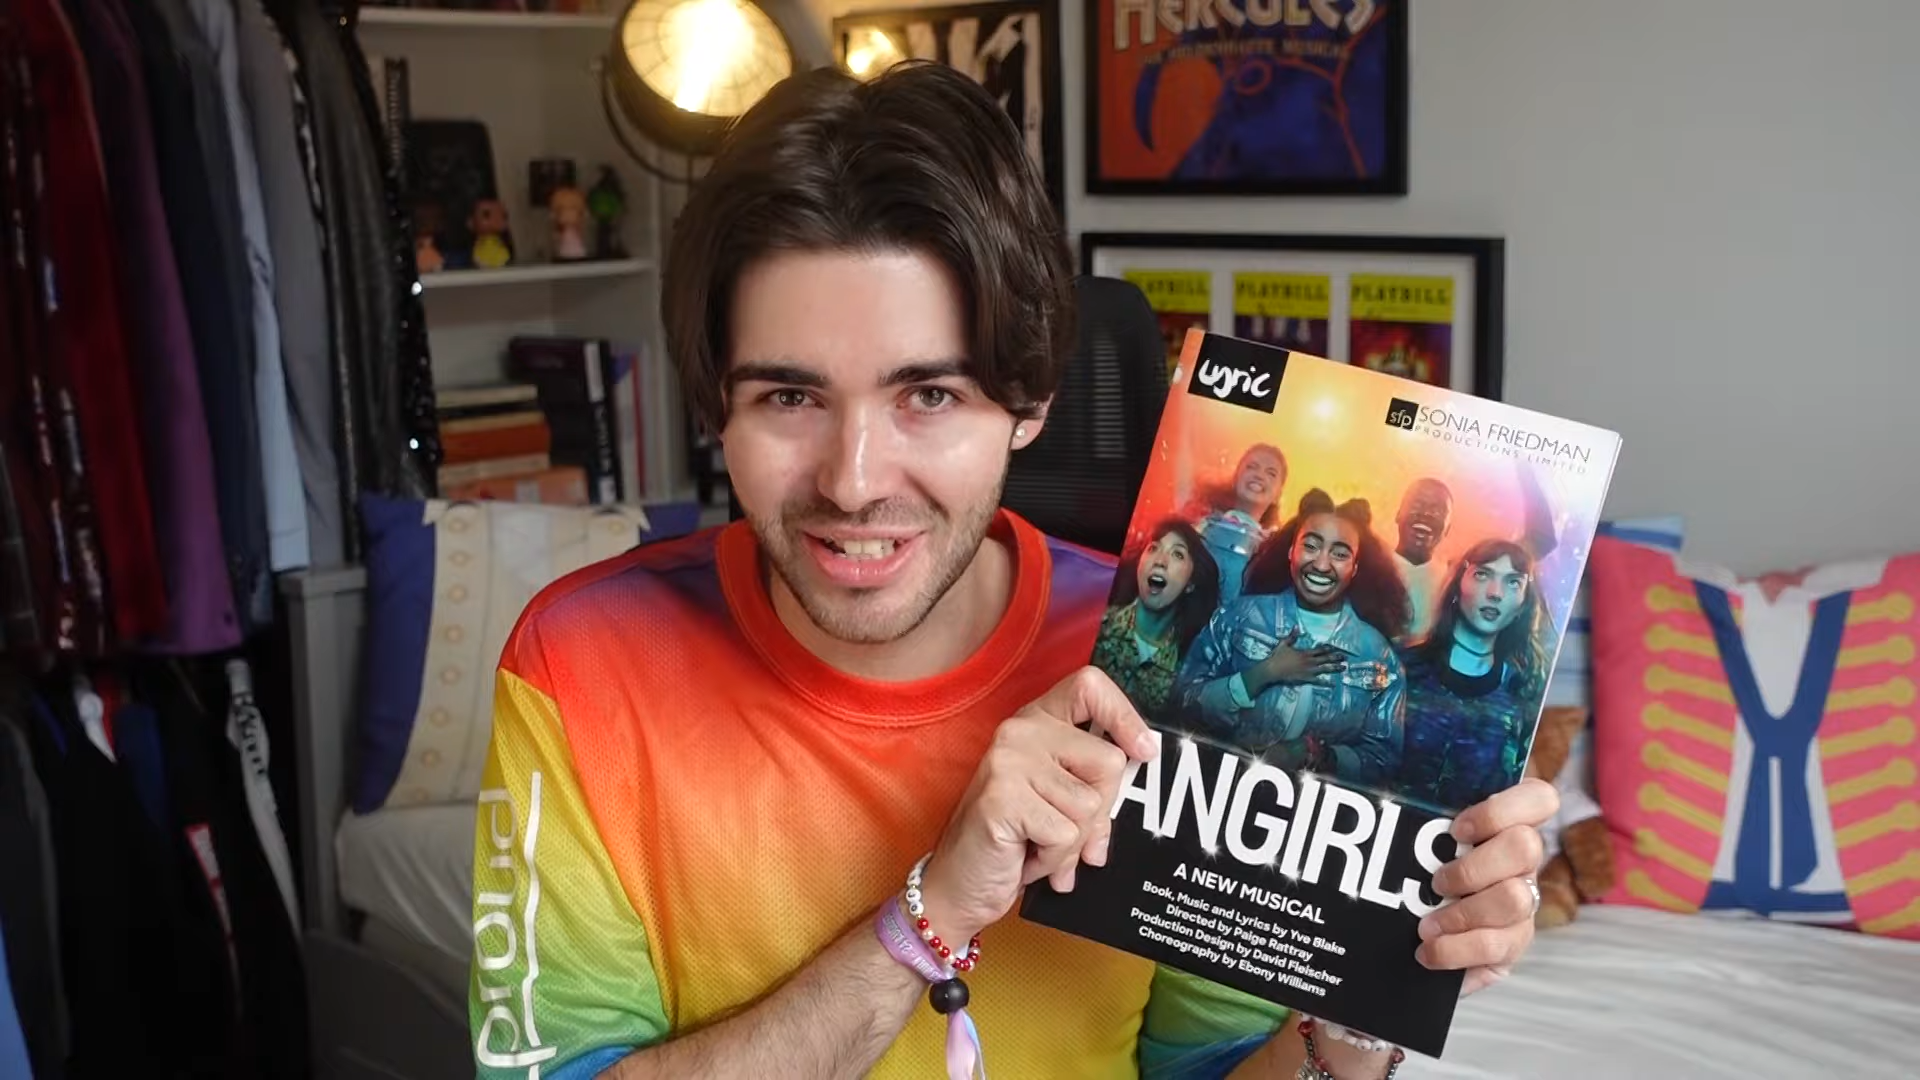 HERCULES
PLAYBILL
PLAYBILL
lyric
sfp SONIA FRIEDMAN
PRODUCTIONS LIMITED
ANGIRLS
A NEW MUSICAL
Book, Music and Lyrics by Yve Blake
Directed by Paige Rattray
Production Design by David Fleischer
Choreography by Ebony Williams
proud